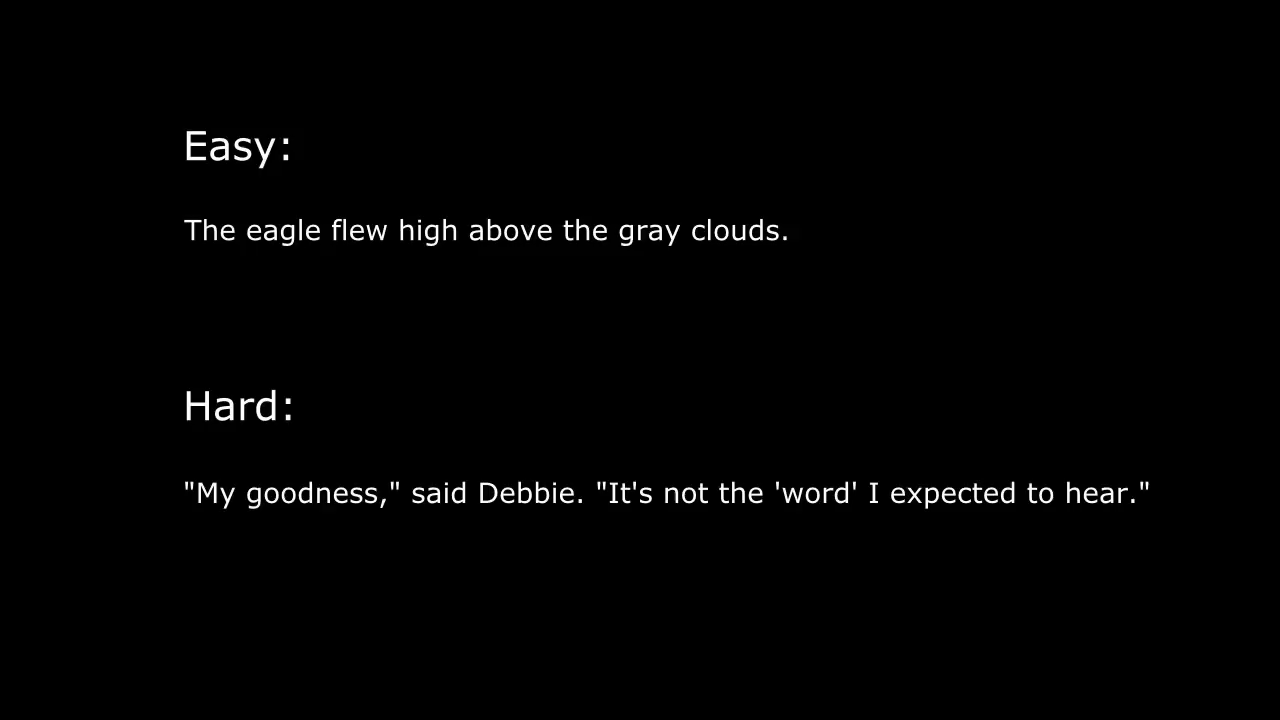 Easy:
The eagle flew high above the gray clouds.
Hard:
"My goodness," said Debbie. "It's not the 'word' I expected to hear."